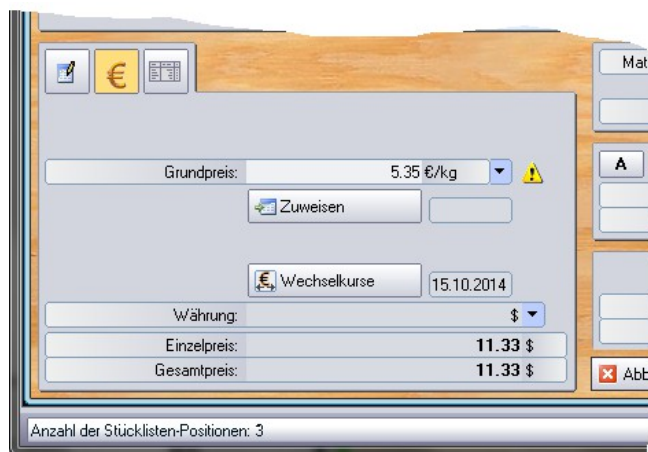 €
Mat
Grundpreis: 5.35 €/kg
A
Zuweisen
€ Wechselkurse 15.10.2014
Währung: $
Einzelpreis: 11.33 $
Gesamtpreis: 11.33 $
Abb
Anzahl der Stücklisten-Positionen: 3